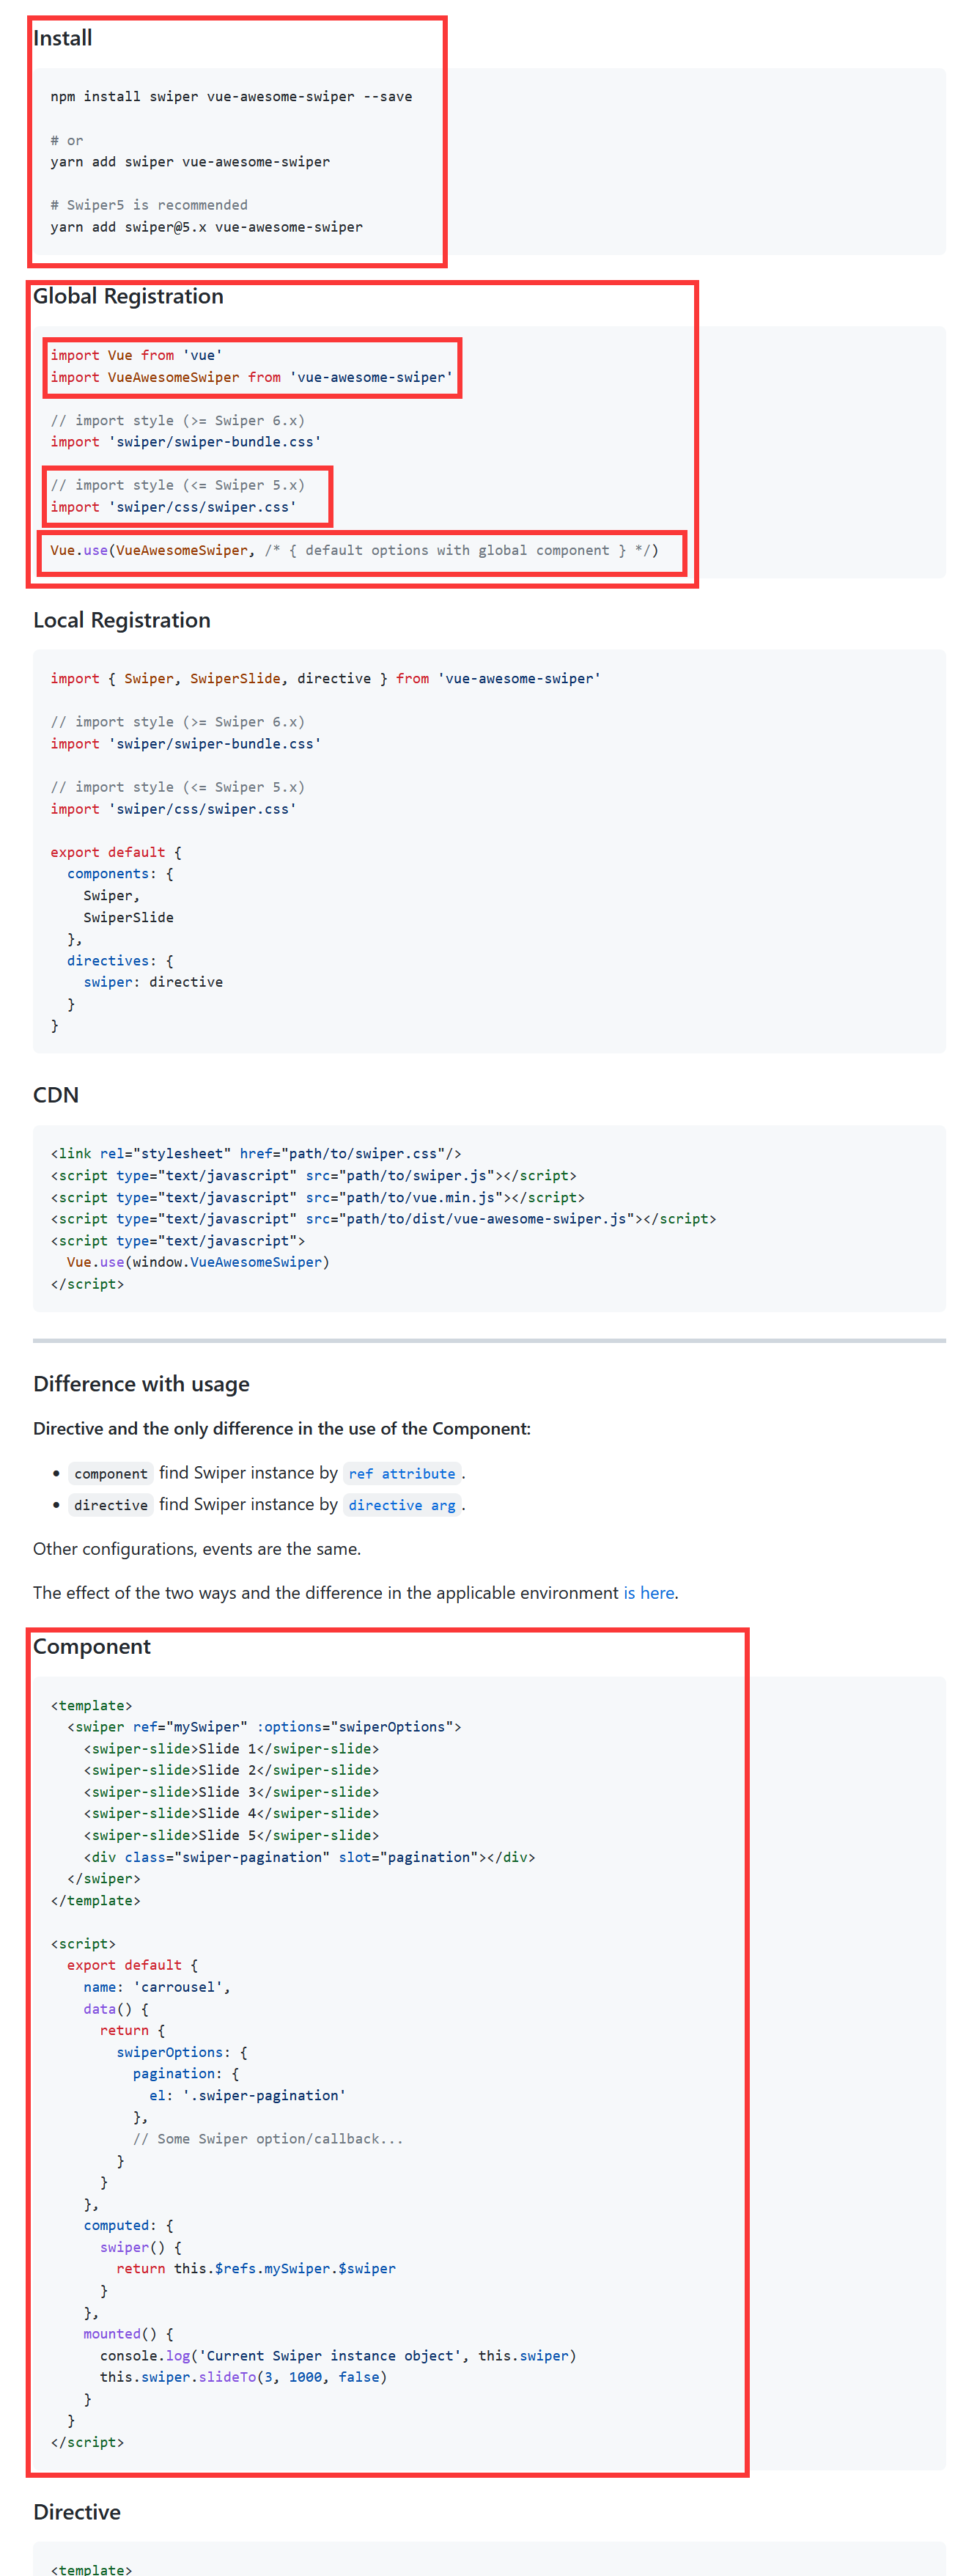 Install
npm install swiper vue-awesome-swiper --save
# or
yarn add swiper vue-awesome-swiper
# Swiper5 is recommended
yarn add swiper@5.x vue-awesome-swiper
Global Registration
import Vue from 'vue'
import VueAwesomeSwiper from 'vue-awesome-swiper'
// import style (>= Swiper 6.x)
import 'swiper/swiper-bundle.css'
// import style (<= Swiper 5.x)
import 'swiper/css/swiper.css'
Vue.use(VueAwesomeSwiper, /* { default options with global component } */)
Local Registration
import { Swiper, SwiperSlide, directive } from 'vue-awesome-swiper'
// import style (>= Swiper 6.x)
import 'swiper/swiper-bundle.css'
// import style (<= Swiper 5.x)
import 'swiper/css/swiper.css'
export default {
  components: {
    Swiper,
    SwiperSlide
  },
  directives: {
    swiper: directive
  }
}
CDN
<link rel="stylesheet" href="path/to/swiper.css"/>
<script type="text/javascript" src="path/to/swiper.js"></script>
<script type="text/javascript" src="path/to/vue.min.js"></script>
<script type="text/javascript" src="path/to/dist/vue-awesome-swiper.js"></script>
<script type="text/javascript">
  Vue.use(window.VueAwesomeSwiper)
</script>
Difference with usage
Directive and the only difference in the use of the Component:
• component find Swiper instance by ref attribute.
• directive find Swiper instance by directive arg.
Other configurations, events are the same.
The effect of the two ways and the difference in the applicable environment is here.
Component
<template>
  <swiper ref="mySwiper" :options="swiperOptions">
    <swiper-slide>Slide 1</swiper-slide>
    <swiper-slide>Slide 2</swiper-slide>
    <swiper-slide>Slide 3</swiper-slide>
    <swiper-slide>Slide 4</swiper-slide>
    <swiper-slide>Slide 5</swiper-slide>
    <div class="swiper-pagination" slot="pagination"></div>
  </swiper>
</template>
<script>
  export default {
    name: 'carrousel',
    data() {
      return {
        swiperOptions: {
          pagination: {
            el: '.swiper-pagination'
          },
          // Some Swiper option/callback...
        }
      }
    },
    computed: {
      swiper() {
        return this.$refs.mySwiper.$swiper
      }
    },
    mounted() {
      console.log('Current Swiper instance object', this.swiper)
      this.swiper.slideTo(3, 1000, false)
    }
  }
</script>
Directive
<template>